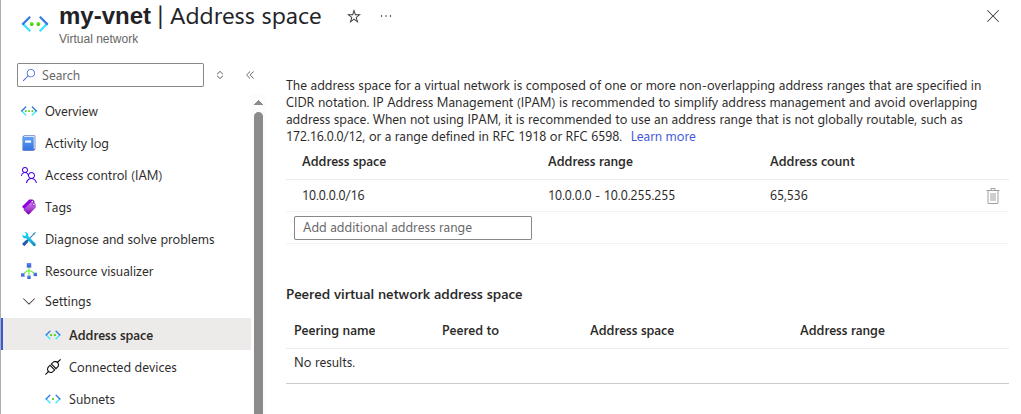 my-vnet | Address space
Virtual network
Search
Overview
Activity log
Access control (IAM)
Tags
Diagnose and solve problems
Resource visualizer
Settings
Address space
Connected devices
Subnets
The address space for a virtual network is composed of one or more non-overlapping address ranges that are specified in
CIDR notation. IP Address Management (IPAM) is recommended to simplify address management and avoid overlapping
address space. When not using IPAM, it is recommended to use an address range that is not globally routable, such as
172.16.0.0/12, or a range defined in RFC 1918 or RFC 6598. Learn more
Address space Address range Address count
10.0.0.0/16 10.0.0.0 - 10.0.255.255 65,536
Add additional address range
Peered virtual network address space
Peering name Peered to Address space Address range
No results.